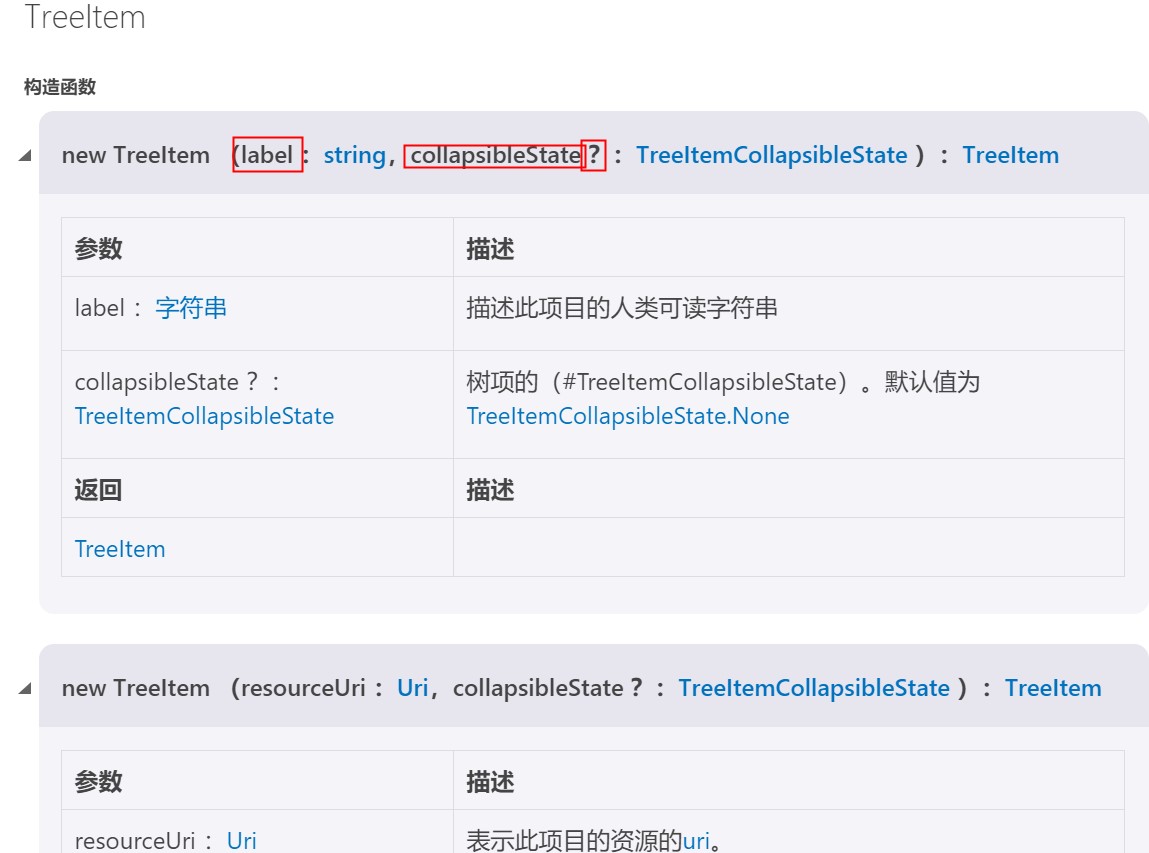 TreeItem
构造函数
new TreeItem （label： string，collapsibleState？： TreeItemCollapsibleState ）： TreeItem
参数 描述
label： 字符串 描述此项目的人类可读字符串
collapsibleState？： 树项的（#TreeItemCollapsibleState）。默认值为
TreeItemCollapsibleState TreeItemCollapsibleState.None
返回 描述
TreeItem
new TreeItem （resourceUri： Uri，collapsibleState？： TreeItemCollapsibleState ）： TreeItem
参数 描述
resourceUri： Uri 表示此项目的资源的uri。